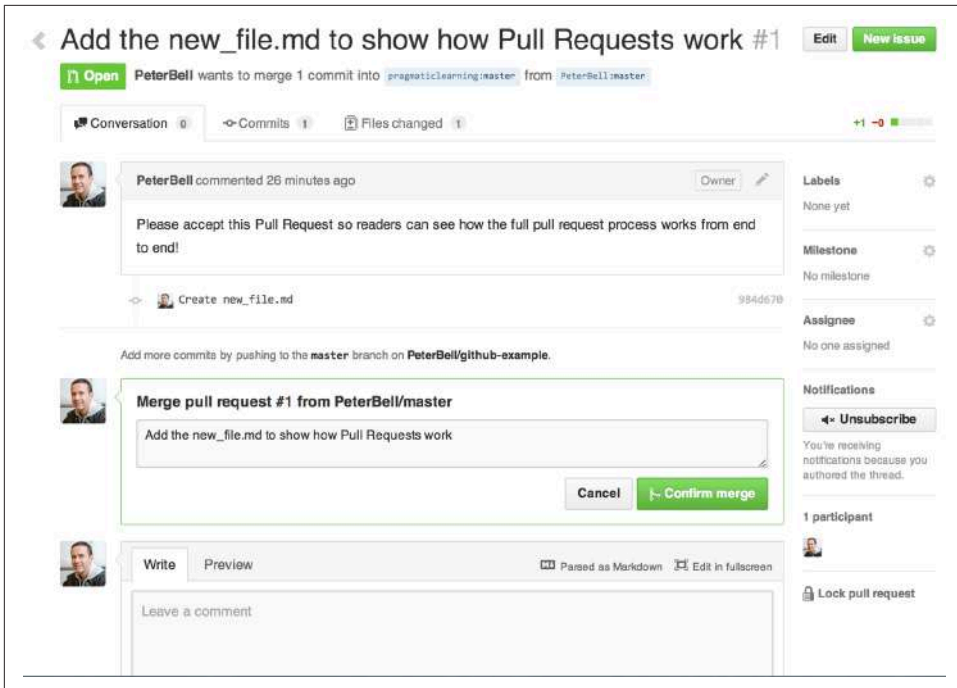 Add the new_file.md to show how Pull Requests work #1
Edit
New issue
Open
PeterBell wants to merge 1 commit into pragmaticlearning:master from PeterBell:master
Conversation 0
Commits 1
Files changed 1
+1 −0
PeterBell commented 26 minutes ago
Owner
Please accept this Pull Request so readers can see how the full pull request process works from end
to end!
Create new_file.md
984d670
Add more commits by pushing to the master branch on PeterBell/github-example.
Merge pull request #1 from PeterBell/master
Add the new_file.md to show how Pull Requests work
Cancel
Confirm merge
Write
Preview
Parsed as Markdown
Edit in fullscreen
Leave a comment
Labels
None yet
Milestone
No milestone
Assignee
No one assigned
Notifications
Unsubscribe
You're receiving
notifications because you
authored the thread.
1 participant
Lock pull request